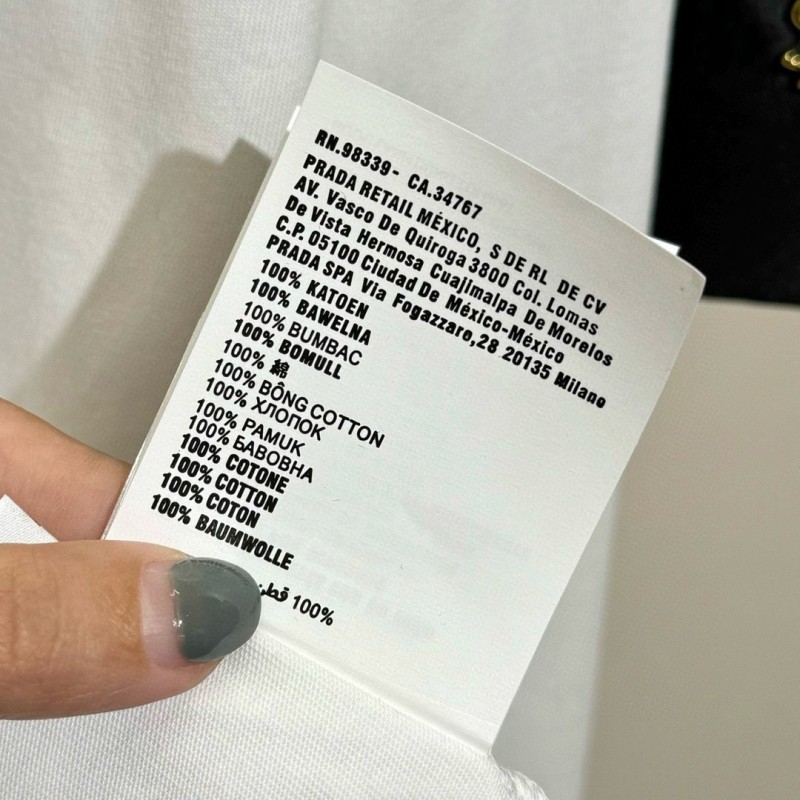 RN.98339- CA.34767
PRADA RETAIL MÉXICO, S DE RL DE CV
AV. Vasco De Quiroga 3800 Col. Lomas
De Vista Hermosa Cuajimalpa De Morelos
C.P. 05100 Ciudad De México-México
PRADA SPA Via Fogazzaro,28 20135 Milano
100% KATOEN
100% BAWELNA
100% BUMBAC
100% BOMULL
100% 綿
100% BÔNG COTTON
100% ХЛОПОК
100% PAMUK
100% БАВОВНА
100% COTONE
100% COTTON
100% COTON
100% BAUMWOLLE
100% قطن